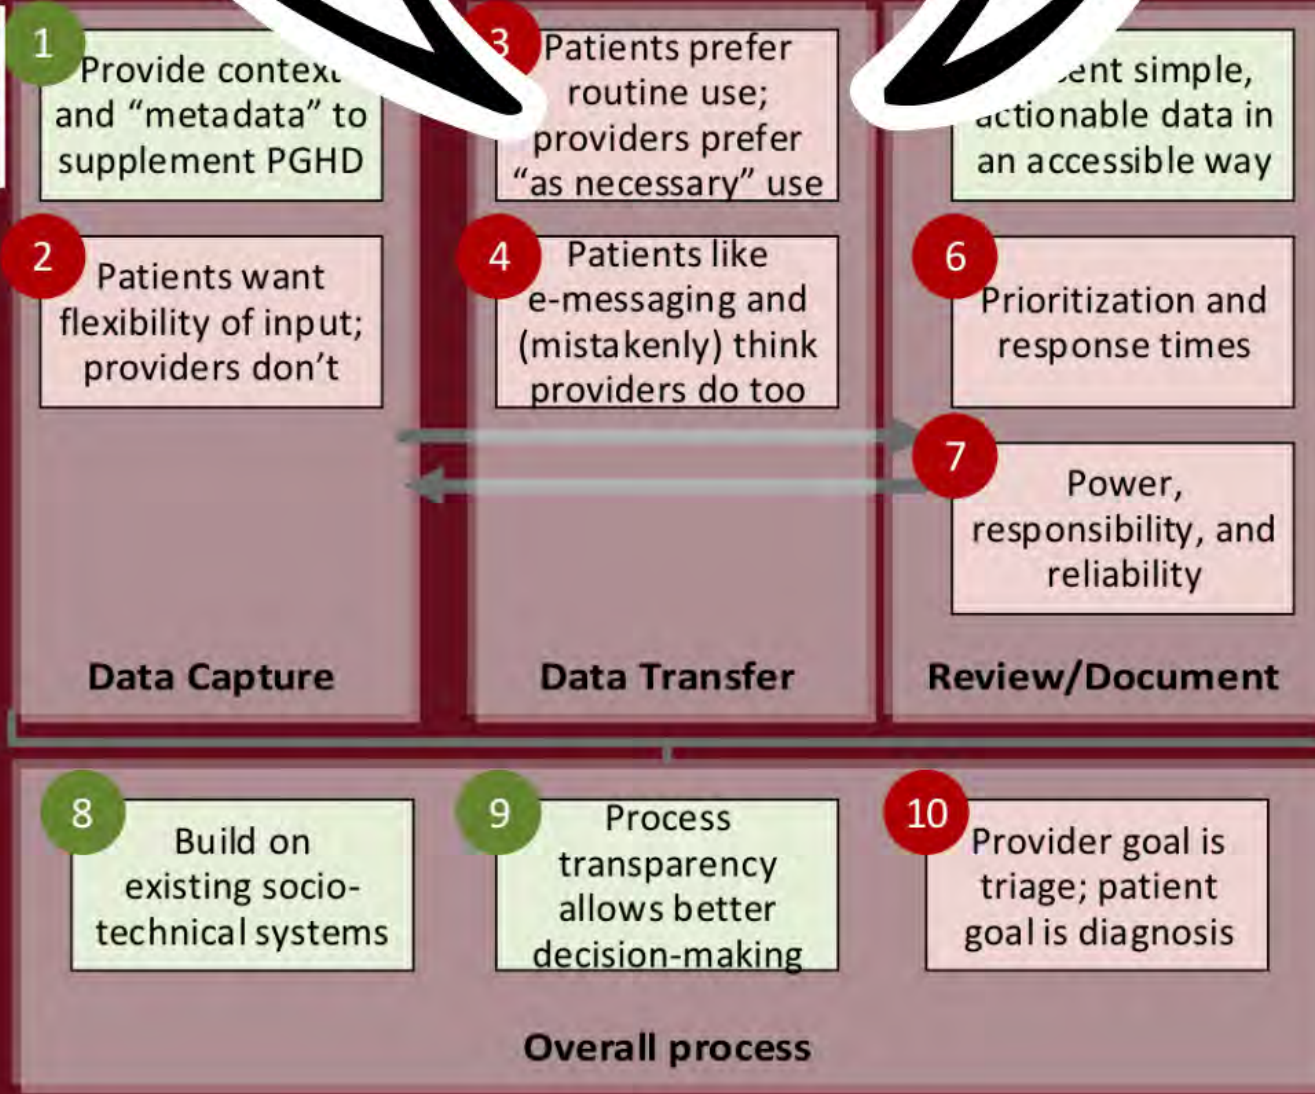 1
Provide context
and “metadata” to
supplement PGHD
2
Patients want
flexibility of input;
providers don’t
Data Capture
3
Patients prefer
routine use;
providers prefer
“as necessary” use
4
Patients like
e-messaging and
(mistakenly) think
providers do too
Data Transfer
simple,
actionable data in
an accessible way
6
Prioritization and
response times
7
Power,
responsibility, and
reliability
Review/Document
8
Build on
existing socio-
technical systems
9
Process
transparency
allows better
decision-making
10
Provider goal is
triage; patient
goal is diagnosis
Overall process